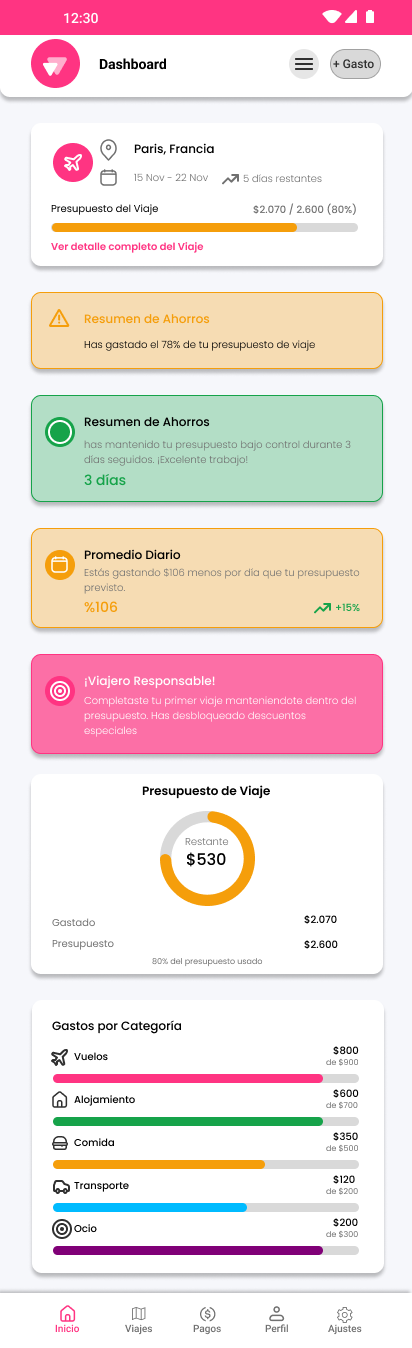 12:30
Dashboard
+ Gasto
Paris, Francia
15 Nov - 22 Nov
5 días restantes
Presupuesto del Viaje
$2.070 / 2.600 (80%)
Ver detalle completo del Viaje
Resumen de Ahorros
Has gastado el 78% de tu presupuesto de viaje
Resumen de Ahorros
has mantenido tu presupuesto bajo control durante 3
días seguidos. ¡Excelente trabajo!
3 días
Promedio Diario
Estás gastando $106 menos por día que tu presupuesto
previsto.
%106
+15%
¡Viajero Responsable!
Completaste tu primer viaje manteniendote dentro del
presupuesto. Has desbloqueado descuentos
especiales
Presupuesto de Viaje
Restante
$530
Gastado
$2.070
Presupuesto
$2.600
80% del presupuesto usado
Gastos por Categoría
Vuelos
$800
de $900
Alojamiento
$600
de $700
Comida
$350
de $500
Transporte
$120
de $200
Ocio
$200
de $300
Inicio
Viajes
Pagos
Perfil
Ajustes